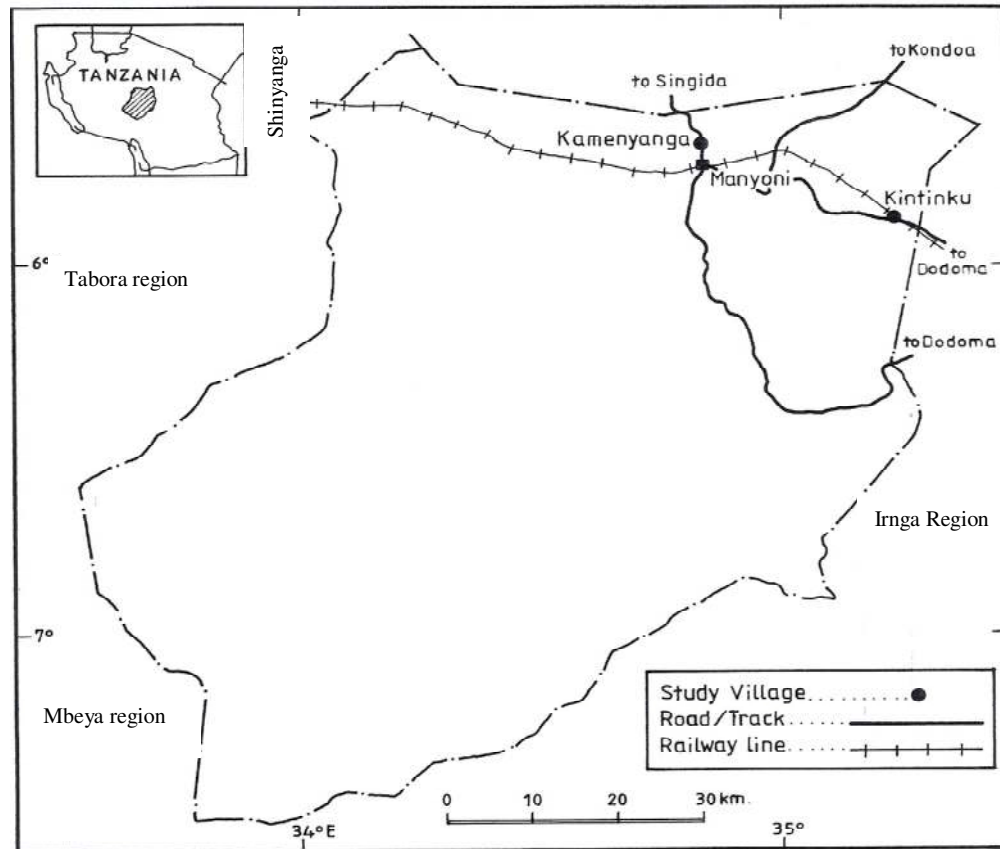 TANZANIA
Shinyanga
to Kondoa
to Singida
Kamenyanga
Manyoni
Kintinku
to
Dodoma
6°
Tabora region
to Dodoma
Irnga Region
7°
Mbeya region
Study Village
Road/Track
Railway line
0 10 20 30 km.
34°E
35°